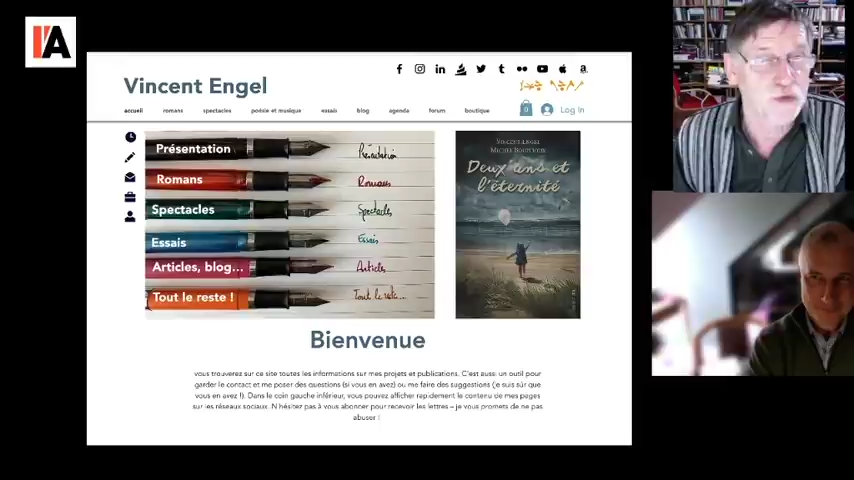 l'A
Vincent Engel
accueil romans spectacles poésie et musique essais blog agenda forum boutique
0 Log In
Présentation Présentation
Romans Romans
Spectacles Spectacles
Essais Essais
Articles, blog... Articles
Tout le reste ! Tout le reste...
VINCENT ENGEL
Deux ans et
l'éternité
Bienvenue
vous trouverez sur ce site toutes les informations sur mes projets et publications. C'est aussi un outil pour
garder le contact et me poser des questions (si vous en avez) ou me faire des suggestions (je suis sûr que
vous en avez !). Dans le coin gauche inférieur, vous pouvez afficher rapidement le contenu de mes pages
sur les réseaux sociaux. N hésitez pas à vous abonner pour recevoir les lettres – je vous promets de ne pas
abuser !